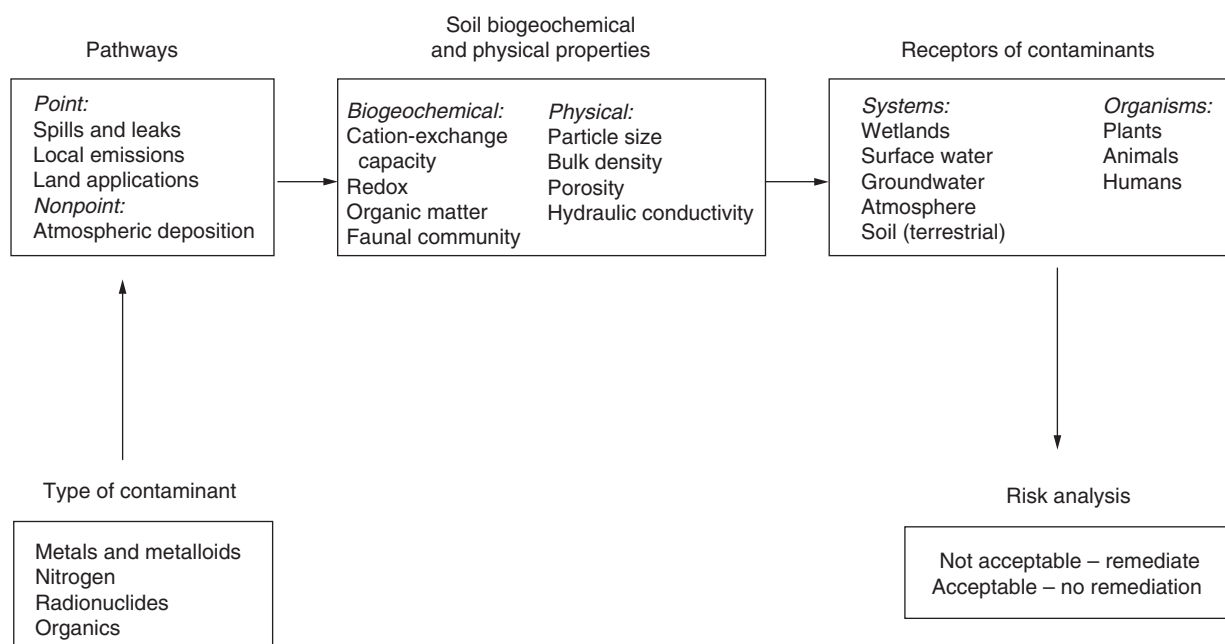 Pathways
Point:
Spills and leaks
Local emissions
Land applications
Nonpoint:
Atmospheric deposition
Soil biogeochemical
and physical properties
Biogeochemical:
Cation-exchange
capacity
Redox
Organic matter
Faunal community
Physical:
Particle size
Bulk density
Porosity
Hydraulic conductivity
Receptors of contaminants
Systems:
Wetlands
Surface water
Groundwater
Atmosphere
Soil (terrestrial)
Organisms:
Plants
Animals
Humans
Type of contaminant
Metals and metalloids
Nitrogen
Radionuclides
Organics
Risk analysis
Not acceptable – remediate
Acceptable – no remediation